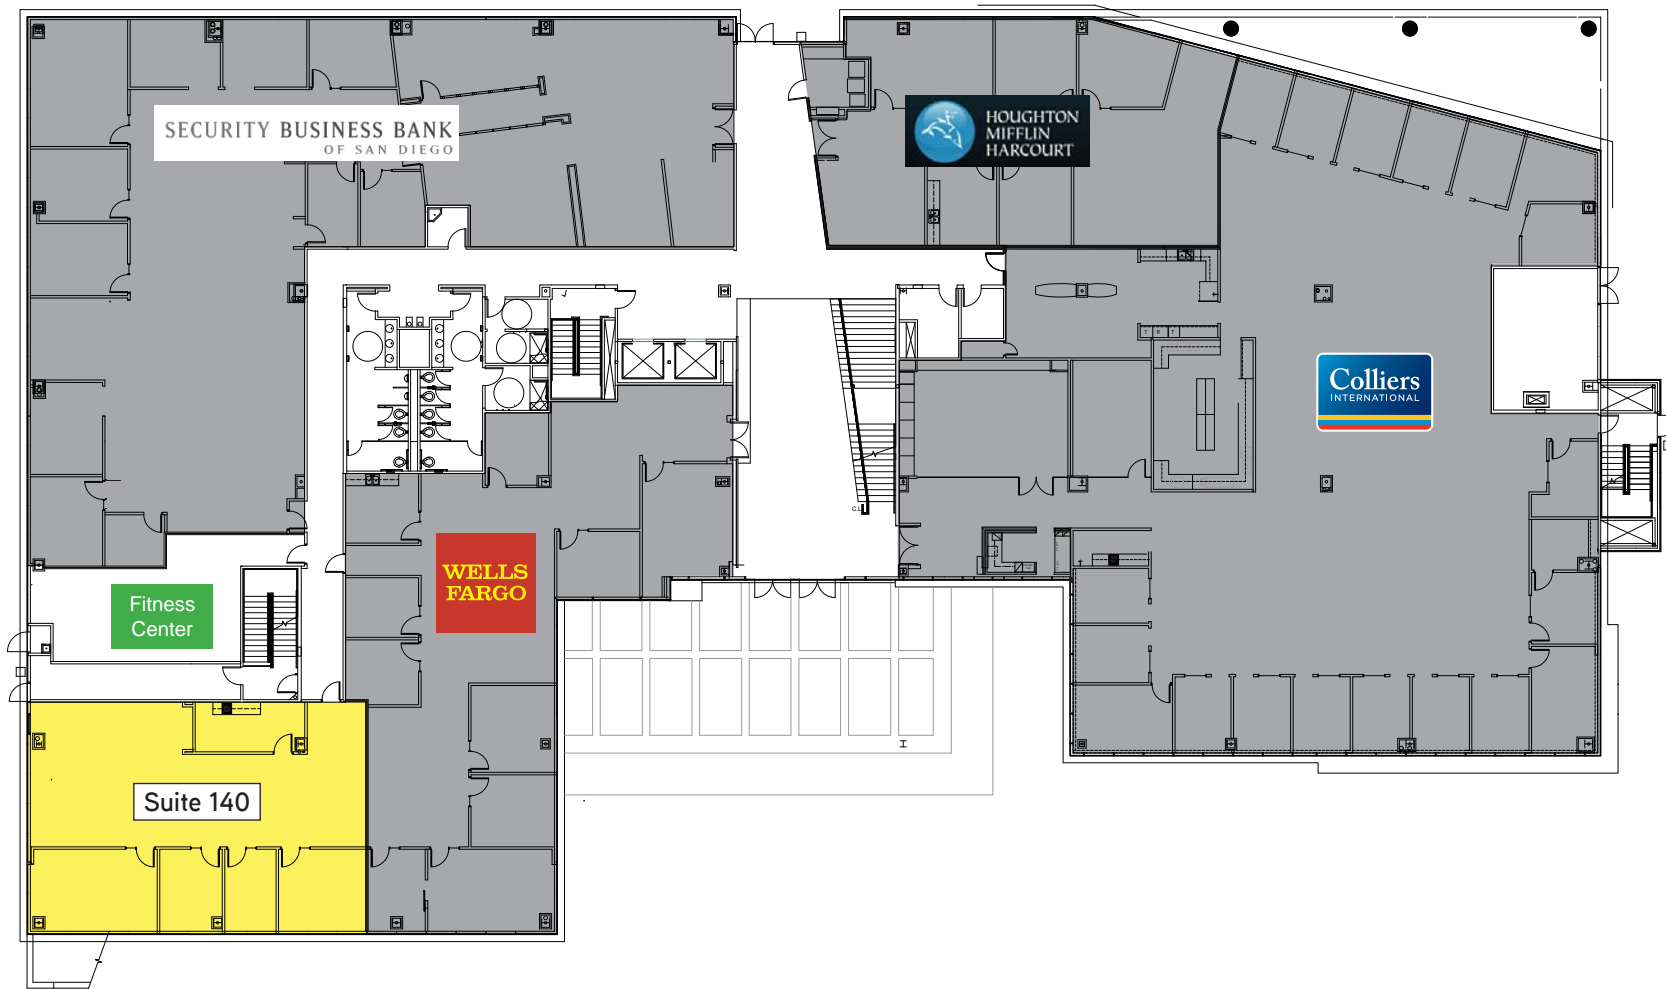 SECURITY BUSINESS BANK
OF SAN DIEGO
HOUGHTON
MIFFLIN
HARCOURT
Colliers
INTERNATIONAL
WELLS
FARGO
Fitness
Center
Suite 140